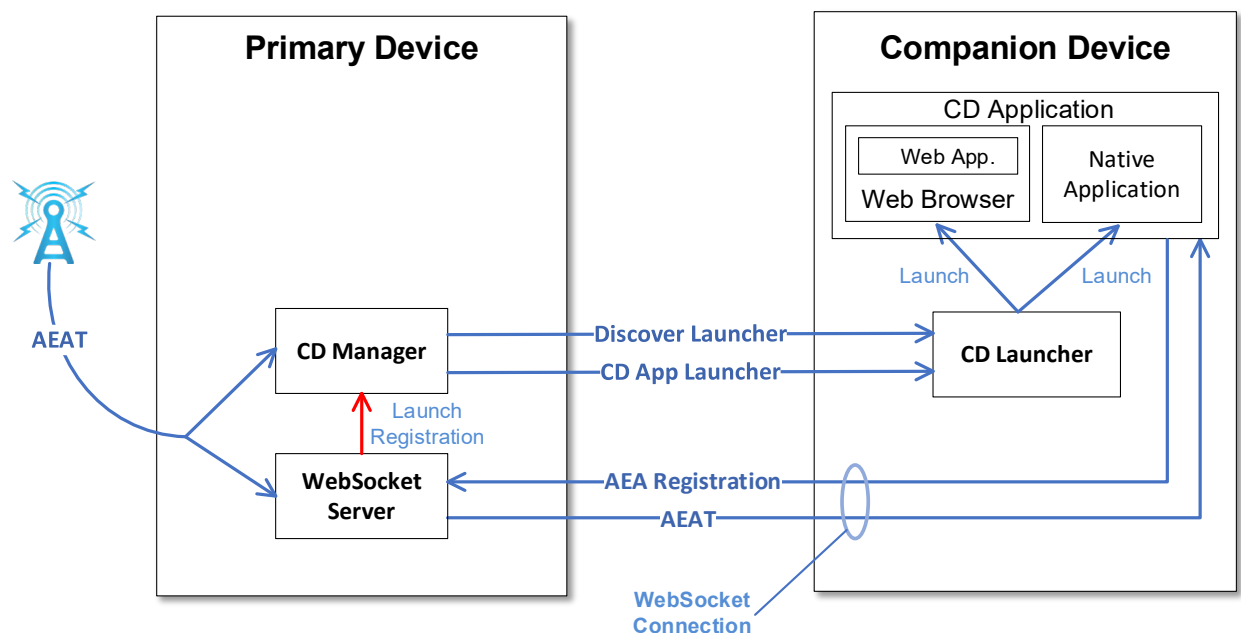 Primary Device
Companion Device
CD Application
Web App.
Web Browser
Native
Application
Launch
Launch
AEAT
CD Manager
Discover Launcher
CD App Launcher
CD Launcher
Launch
Registration
WebSocket
Server
AEA Registration
AEAT
WebSocket
Connection